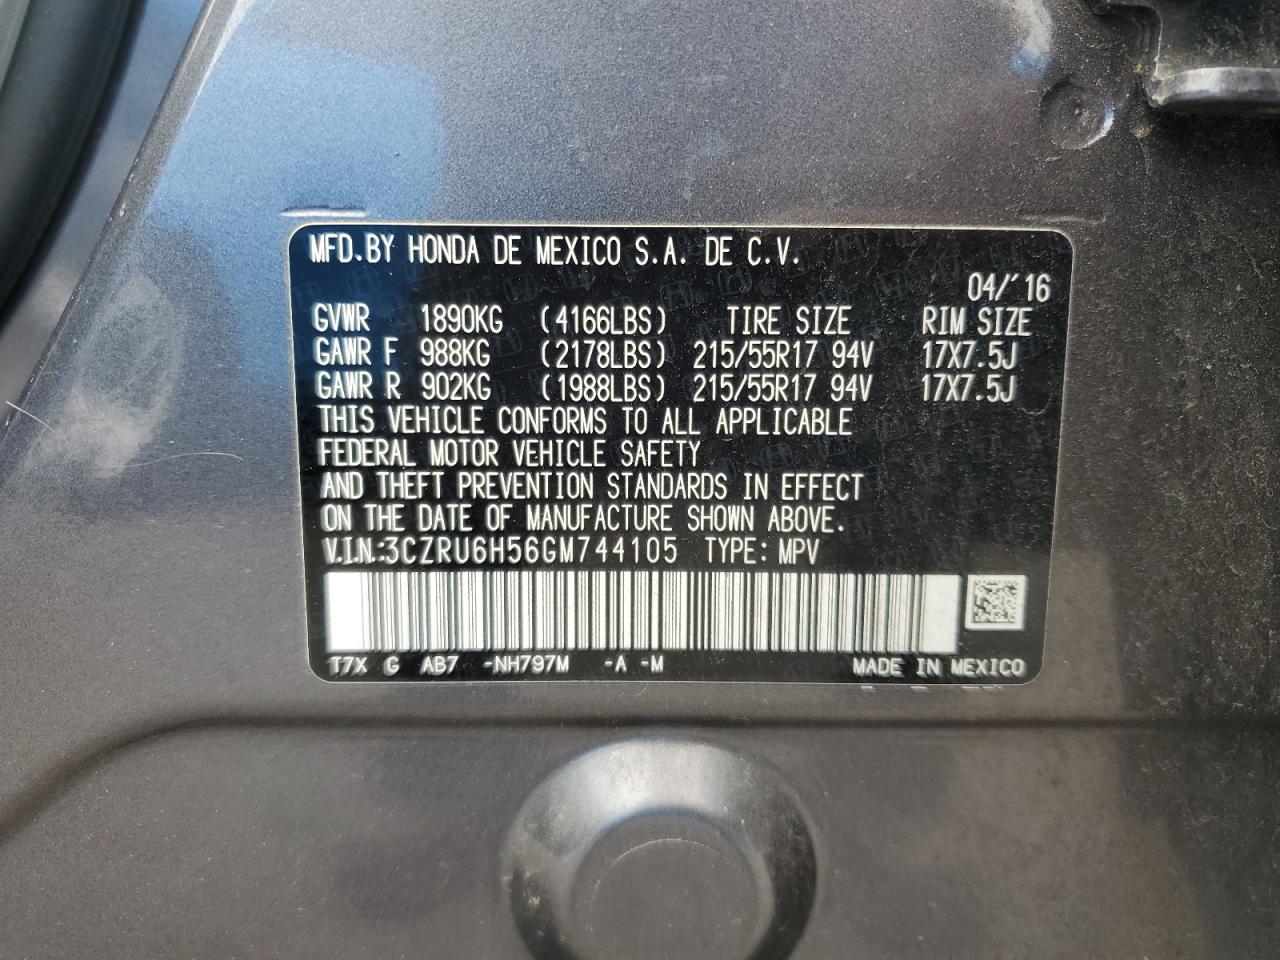 MFD.BY HONDA DE MEXICO S.A. DE C.V.
04/'16
GVWR 1890KG (4166LBS) TIRE SIZE RIM SIZE
GAWR F 988KG (2178LBS) 215/55R17 94V 17X7.5J
GAWR R 902KG (1988LBS) 215/55R17 94V 17X7.5J
THIS VEHICLE CONFORMS TO ALL APPLICABLE
FEDERAL MOTOR VEHICLE SAFETY
AND THEFT PREVENTION STANDARDS IN EFFECT
ON THE DATE OF MANUFACTURE SHOWN ABOVE.
V.I.N.:3CZRU6H56GM744105 TYPE: MPV
T7X G AB7 -NH797M -A -M MADE IN MEXICO